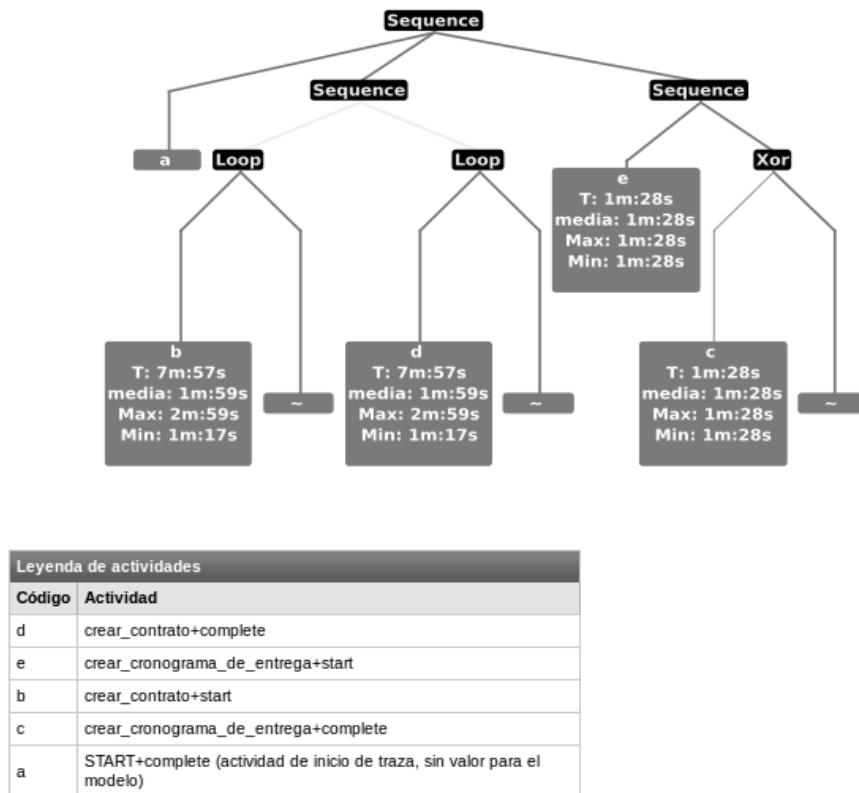 Sequence
Sequence
Sequence
a
Loop
Loop
Xor
e
T: 1m:28s
media: 1m:28s
Max: 1m:28s
Min: 1m:28s
b
T: 7m:57s
media: 1m:59s
Max: 2m:59s
Min: 1m:17s
~
d
T: 7m:57s
media: 1m:59s
Max: 2m:59s
Min: 1m:17s
~
c
T: 1m:28s
media: 1m:28s
Max: 1m:28s
Min: 1m:28s
~
Leyenda de actividades
Código Actividad
d crear_contrato+complete
e crear_cronograma_de_entrega+start
b crear_contrato+start
c crear_cronograma_de_entrega+complete
a START+complete (actividad de inicio de traza, sin valor para el
modelo)